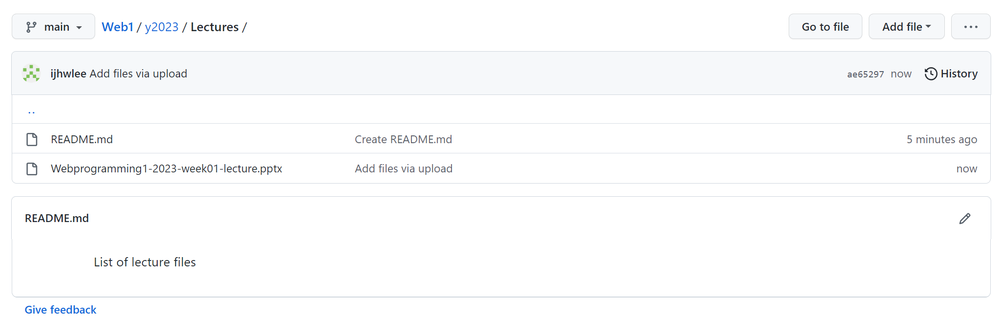 main Web1 / y2023 / Lectures / Go to file Add file ...
ijhwlee Add files via upload ae65297 now History
..
README.md Create README.md 5 minutes ago
Webprogramming1-2023-week01-lecture.pptx Add files via upload now
README.md
List of lecture files
Give feedback